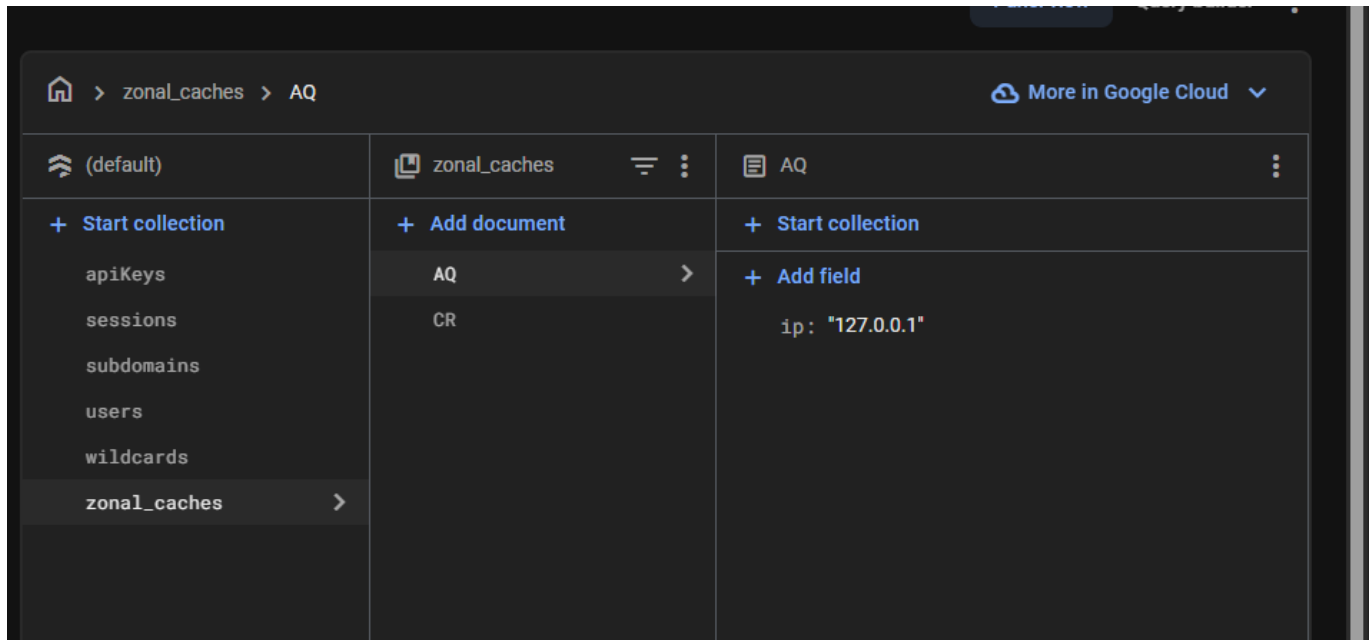 zonal_caches > AQ
More in Google Cloud
(default)
zonal_caches
AQ
+ Start collection
apiKeys
sessions
subdomains
users
wildcards
zonal_caches
+ Add document
AQ
CR
+ Start collection
+ Add field
ip: "127.0.0.1"